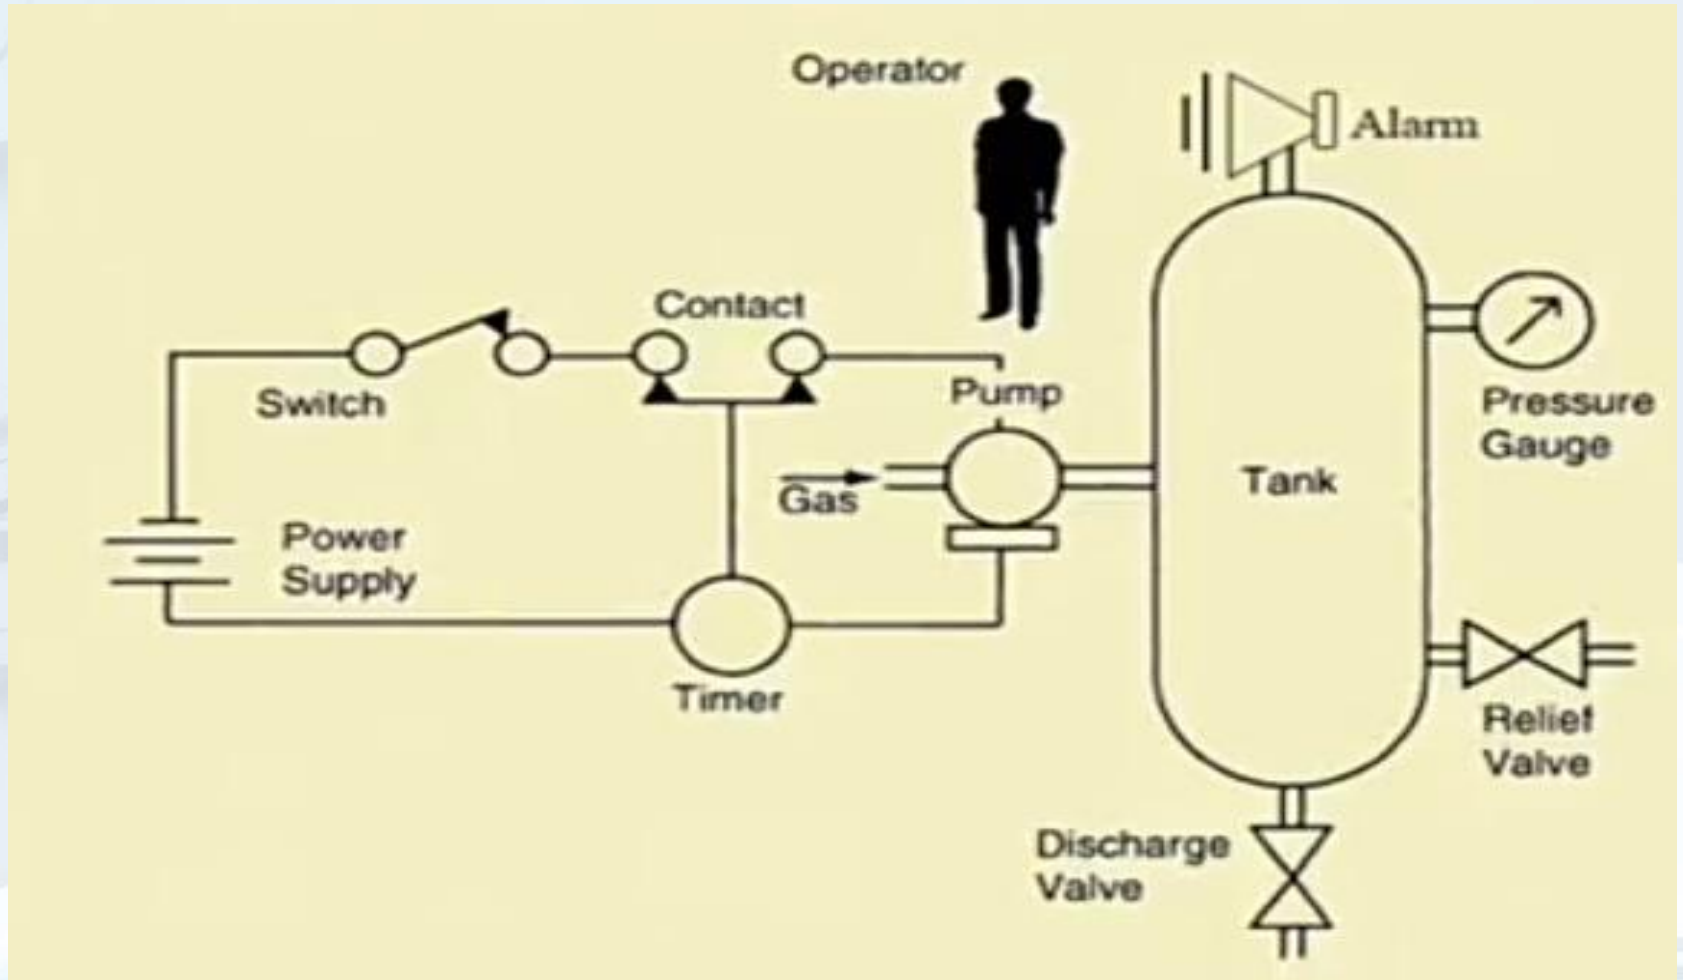 Operator
Alarm
Contact
Switch
Pump
Pressure
Gauge
Tank
Gas
Power
Supply
Timer
Relief
Valve
Discharge
Valve